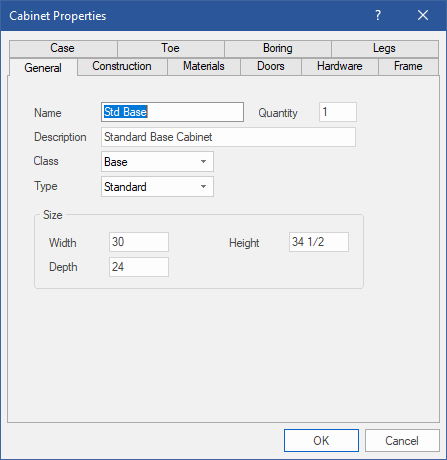 Cabinet Properties ?
Case Toe Boring Legs
General Construction Materials Doors Hardware Frame
Name Std Base Quantity 1
Description Standard Base Cabinet
Class Base
Type Standard
Size
Width 30 Height 34 1/2
Depth 24
OK Cancel